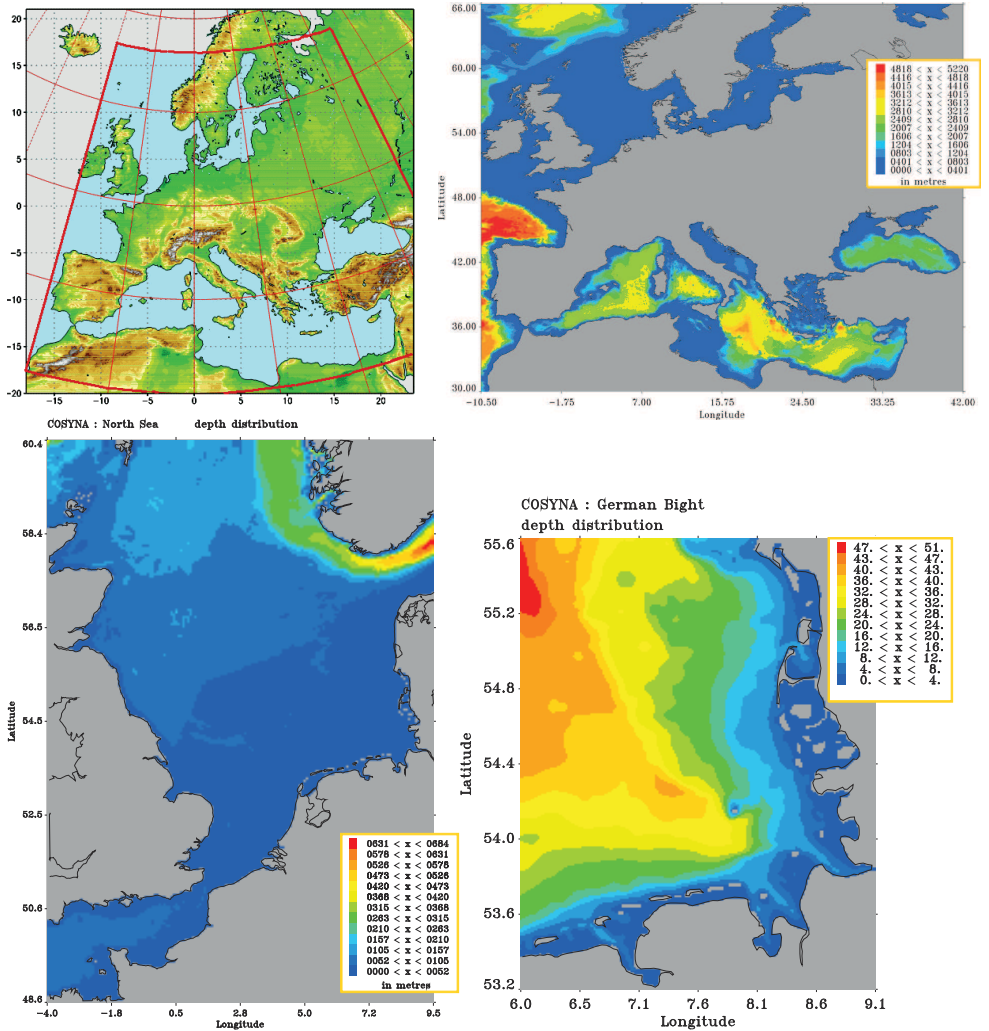 20
15
10
5
0
−5
−10
−15
−20
−15
−10
−5
0
5
10
15
20
66.00
60.00
54.00
48.00
42.00
36.00
30.00
Latitude
−10.50
−1.75
7.00
15.75
24.50
33.25
42.00
Longitude
4818 < x < 5220
4416 < x < 4818
4015 < x < 4416
3613 < x < 4015
3212 < x < 3613
2810 < x < 3212
2409 < x < 2810
2007 < x < 2409
1606 < x < 2007
1204 < x < 1606
0803 < x < 1204
0401 < x < 0803
0000 < x < 0401
in metres
COSYNA : North Sea depth distribution
60.4
58.4
56.5
54.5
52.5
50.6
48.6
Latitude
−4.0
−1.8
0.5
2.8
5.0
7.2
9.5
Longitude
0631 < x < 0684
0578 < x < 0631
0526 < x < 0578
0473 < x < 0526
0420 < x < 0473
0368 < x < 0420
0315 < x < 0368
0263 < x < 0315
0210 < x < 0263
0157 < x < 0210
0105 < x < 0157
0052 < x < 0105
0000 < x < 0052
in metres
COSYNA : German Bight
depth distribution
55.6
55.2
54.8
54.4
54.0
53.6
53.2
Latitude
6.0
6.6
7.1
7.6
8.1
8.6
9.1
Longitude
47. < x < 51.
43. < x < 47.
40. < x < 43.
36. < x < 40.
32. < x < 36.
28. < x < 32.
24. < x < 28.
20. < x < 24.
16. < x < 20.
12. < x < 16.
8. < x < 12.
4. < x < 8.
0. < x < 4.